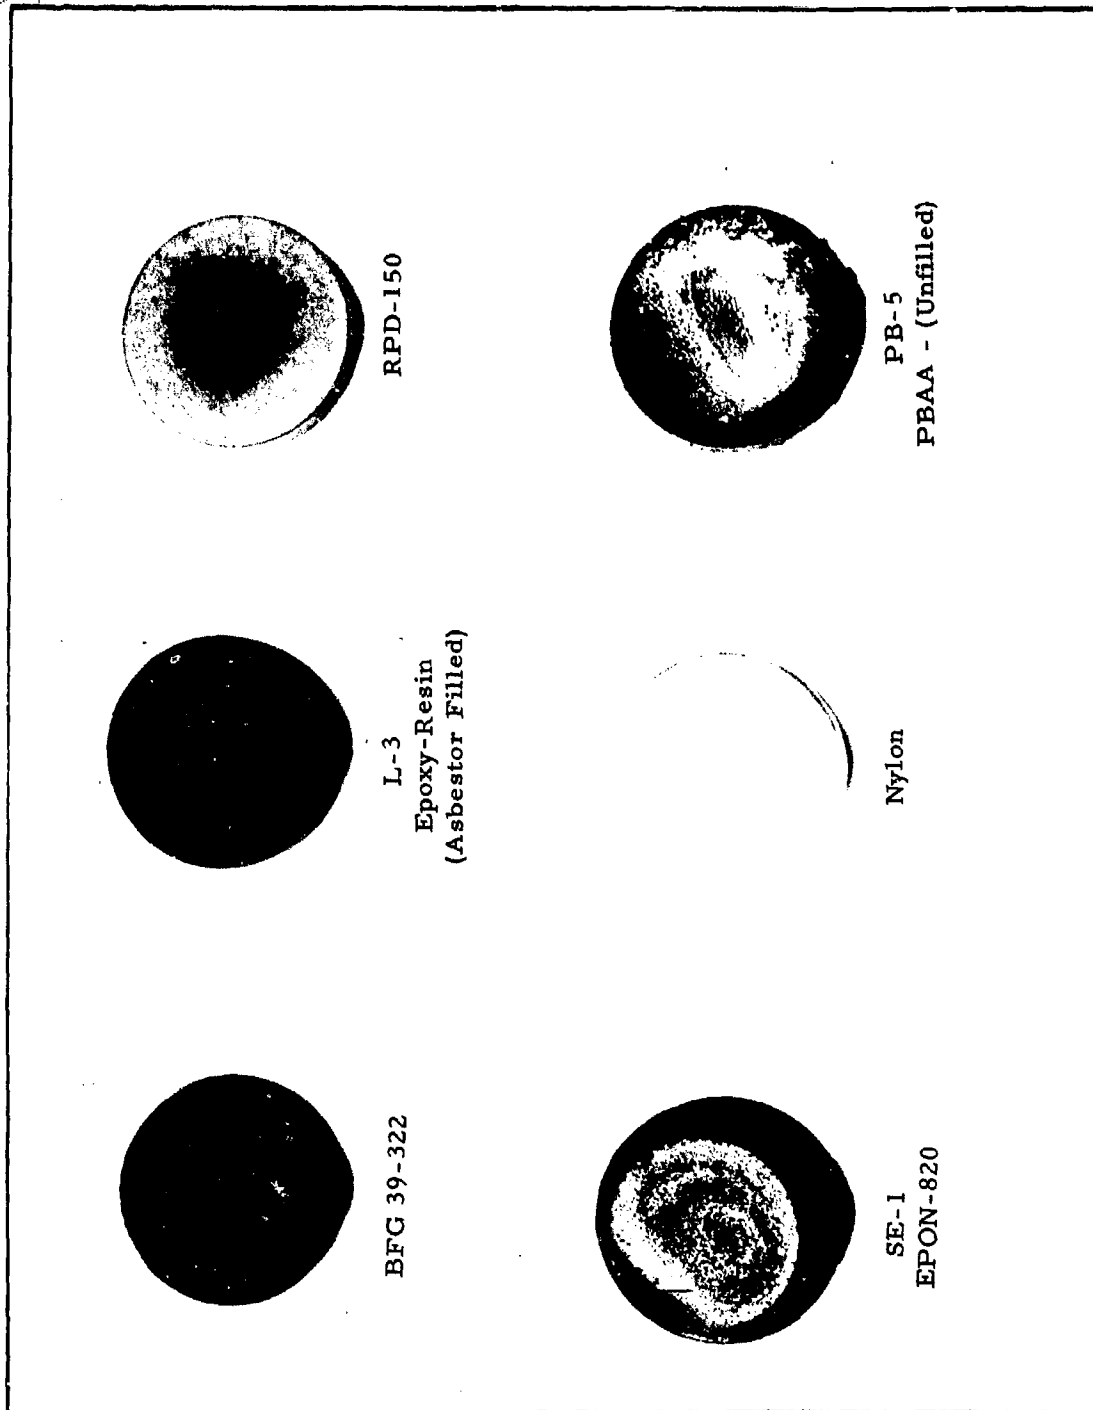 BFG 39-322
L-3
Epoxy-Resin
(Asbestor Filled)
RPD-150
SE-1
EPON-820
Nylon
PB-5
PBAA - (Unfilled)